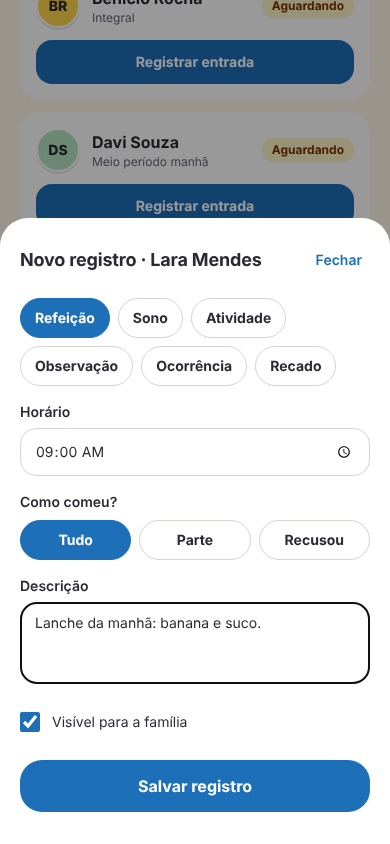 BR
Benício Rocha
Integral
Aguardando
Registrar entrada
DS
Davi Souza
Meio período manhã
Aguardando
Registrar entrada
Novo registro · Lara Mendes
Fechar
Refeição
Sono
Atividade
Observação
Ocorrência
Recado
Horário
09:00 AM
Como comeu?
Tudo
Parte
Recusou
Descrição
Lanche da manhã: banana e suco.
Visível para a família
Salvar registro